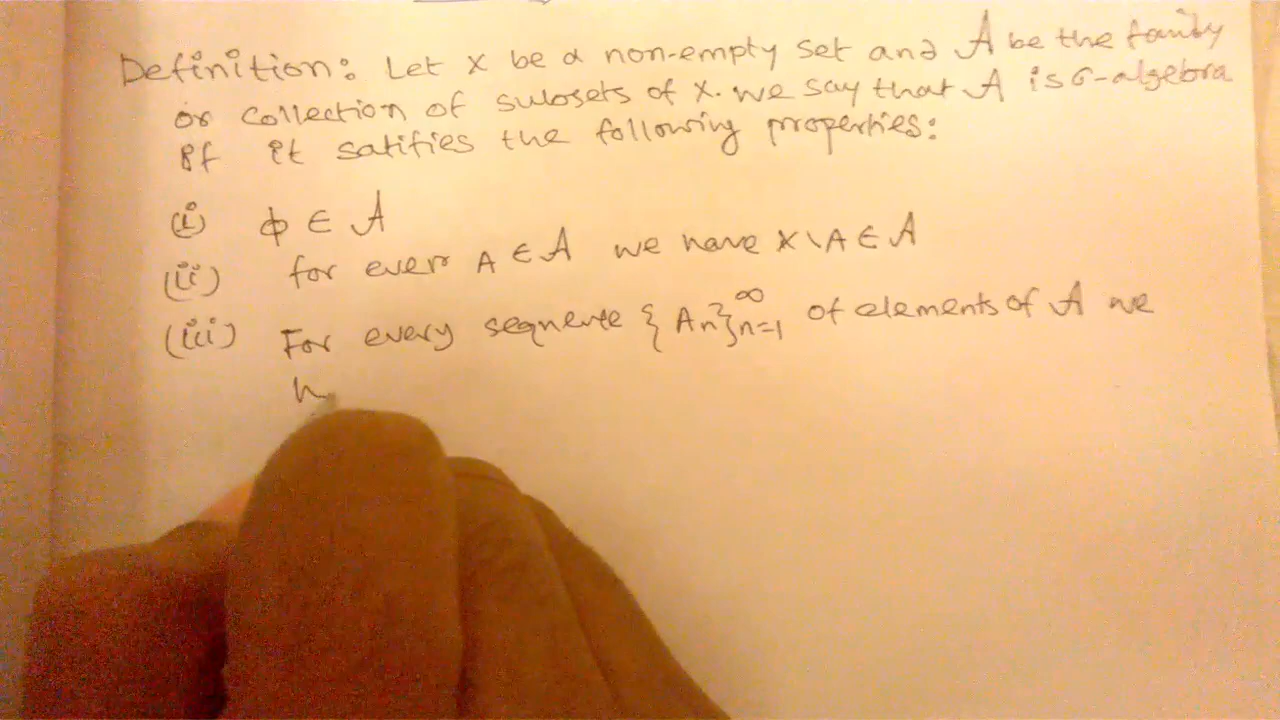 Definition: Let X be a non-empty set and A be the family
or collection of subsets of X. we say that A is σ-algebra
if it satifies the following properties:
(i) φ ∈ A
(ii) for ever A ∈ A we have X \ A ∈ A
(iii) For every sequence { An }∞n=1 of elements of A we
h